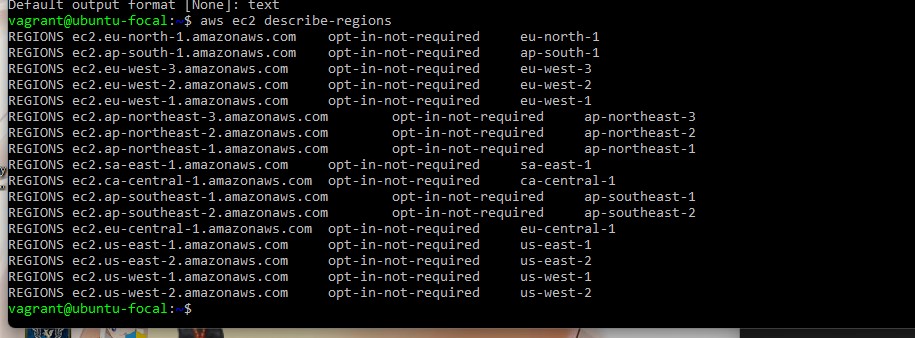 Default output format [None]: text
vagrant@ubuntu-focal:~$ aws ec2 describe-regions
REGIONS ec2.eu-north-1.amazonaws.com opt-in-not-required eu-north-1
REGIONS ec2.ap-south-1.amazonaws.com opt-in-not-required ap-south-1
REGIONS ec2.eu-west-3.amazonaws.com opt-in-not-required eu-west-3
REGIONS ec2.eu-west-2.amazonaws.com opt-in-not-required eu-west-2
REGIONS ec2.eu-west-1.amazonaws.com opt-in-not-required eu-west-1
REGIONS ec2.ap-northeast-3.amazonaws.com opt-in-not-required ap-northeast-3
REGIONS ec2.ap-northeast-2.amazonaws.com opt-in-not-required ap-northeast-2
REGIONS ec2.ap-northeast-1.amazonaws.com opt-in-not-required ap-northeast-1
REGIONS ec2.sa-east-1.amazonaws.com opt-in-not-required sa-east-1
REGIONS ec2.ca-central-1.amazonaws.com opt-in-not-required ca-central-1
REGIONS ec2.ap-southeast-1.amazonaws.com opt-in-not-required ap-southeast-1
REGIONS ec2.ap-southeast-2.amazonaws.com opt-in-not-required ap-southeast-2
REGIONS ec2.eu-central-1.amazonaws.com opt-in-not-required eu-central-1
REGIONS ec2.us-east-1.amazonaws.com opt-in-not-required us-east-1
REGIONS ec2.us-east-2.amazonaws.com opt-in-not-required us-east-2
REGIONS ec2.us-west-1.amazonaws.com opt-in-not-required us-west-1
REGIONS ec2.us-west-2.amazonaws.com opt-in-not-required us-west-2
vagrant@ubuntu-focal:~$